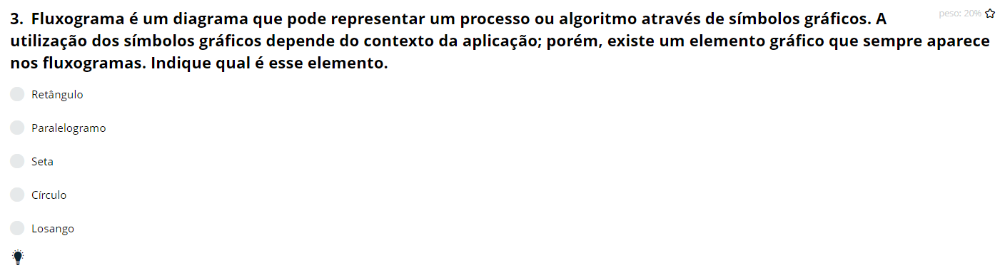 3. Fluxograma é um diagrama que pode representar um processo ou algoritmo através de símbolos gráficos. A
peso: 20%
utilização dos símbolos gráficos depende do contexto da aplicação; porém, existe um elemento gráfico que sempre aparece
nos fluxogramas. Indique qual é esse elemento.
Retângulo
Paralelogramo
Seta
Círculo
Losango